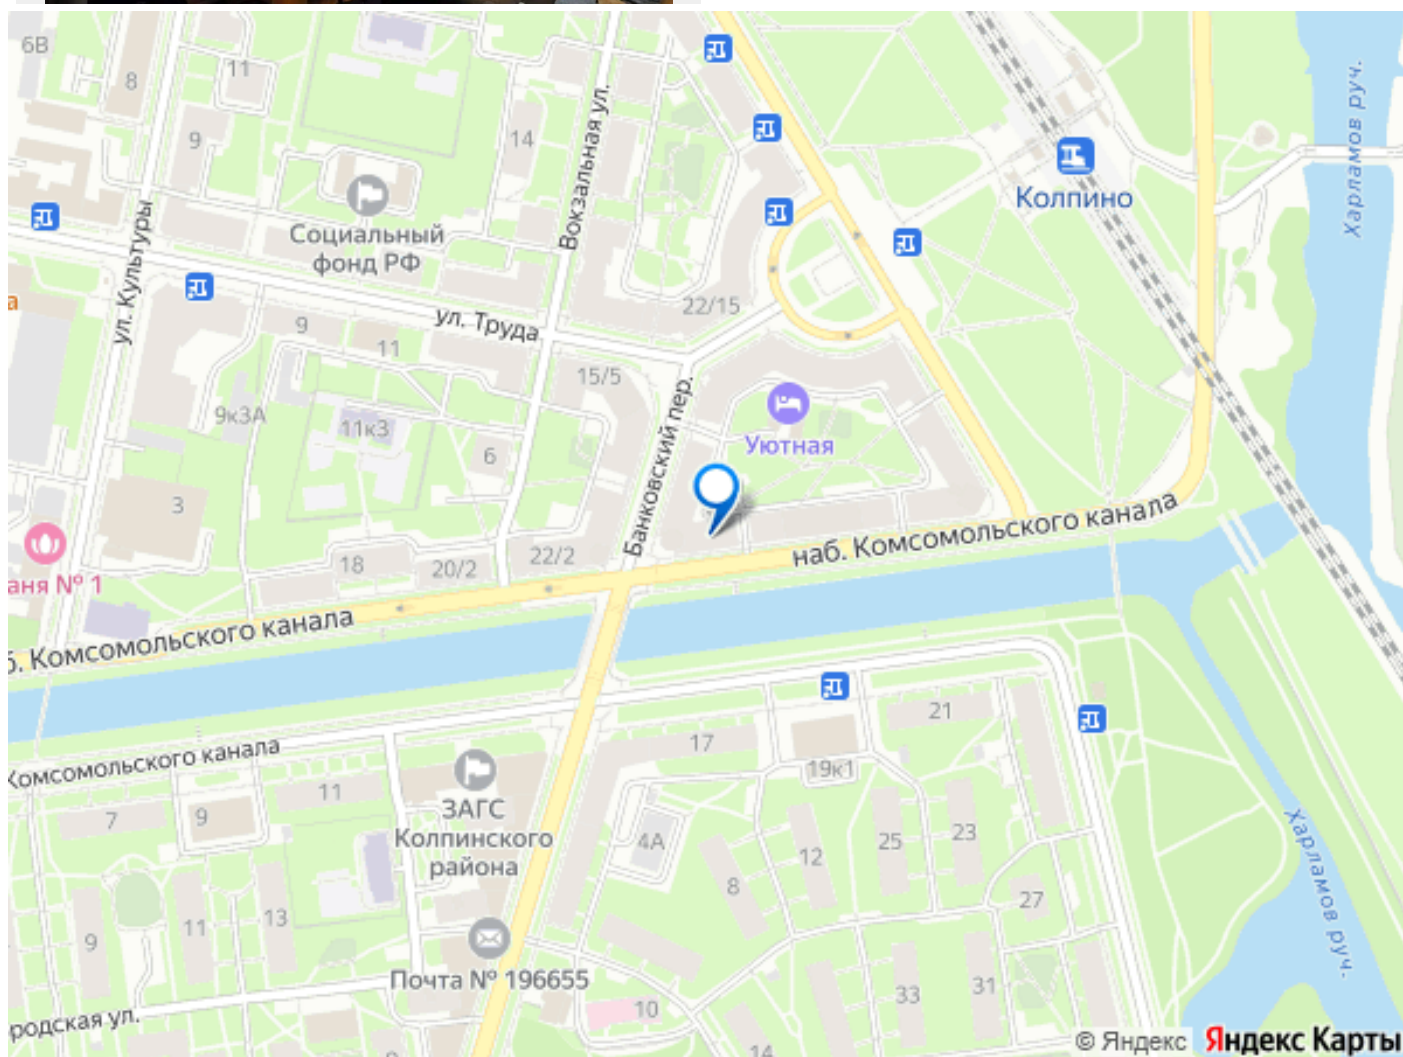 6В
8
11
9
14
Вокзальная ул.
Харламов руч.
Колпино
Социальный
фонд РФ
ул. Культуры
а
22/15
ул. Труда
9
11
15/5
9к3А
11к3
6
Банковский пер.
Уютная
3
18
20/2
22/2
наб. Комсомольского канала
аня № 1
б. Комсомольского канала
Комсомольского канала
21
17
19к1
11
7
9
ЗАГС
Колпинского
района
4А
12
25
23
8
27
Харламов руч.
9
11
13
Почта № 196655
33
31
10
родская ул.
9
14
© Яндекс Яндекс Карты